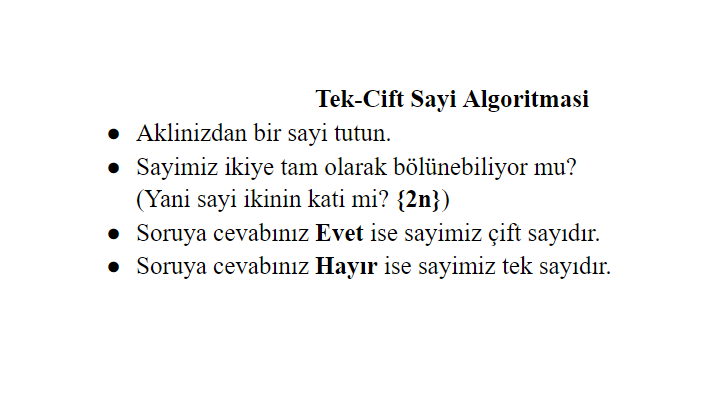 Tek-Cift Sayi Algoritmasi
● Aklinizdan bir sayi tutun.
● Sayimiz ikiye tam olarak bölünebiliyor mu?
(Yani sayi ikinin kati mi? {2n})
● Soruya cevabınız Evet ise sayimiz çift sayıdır.
● Soruya cevabınız Hayır ise sayimiz tek sayıdır.